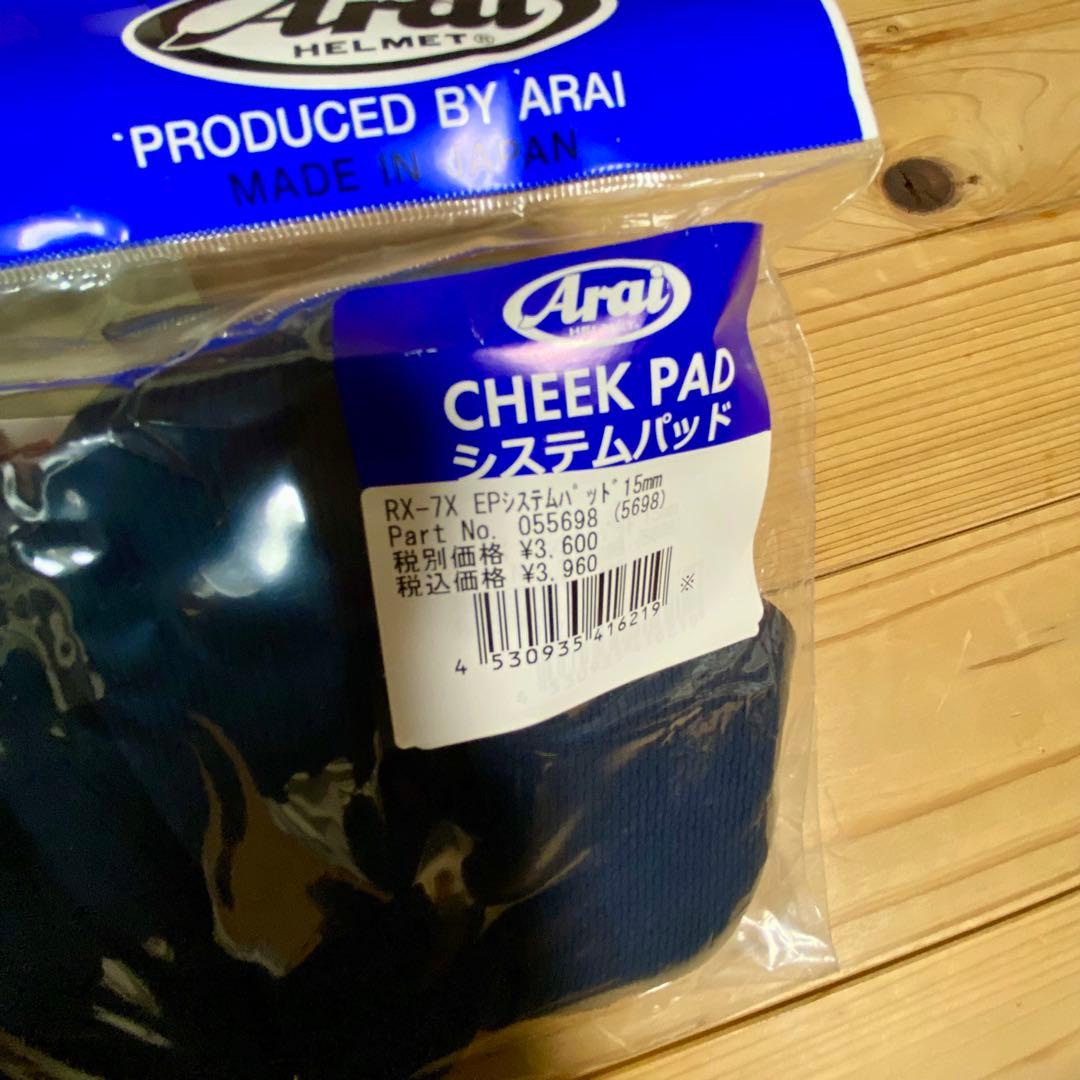 Arai
HELMET®
PRODUCED BY ARAI
MADE IN JAPAN
Arai
HELMET
CHEEK PAD
システムパッド
RX-7X EPシステムパッド15mm
Part No. 055698 (5698)
税別価格 ¥3.600
税込価格 ¥3.960
※
4 530935 416219